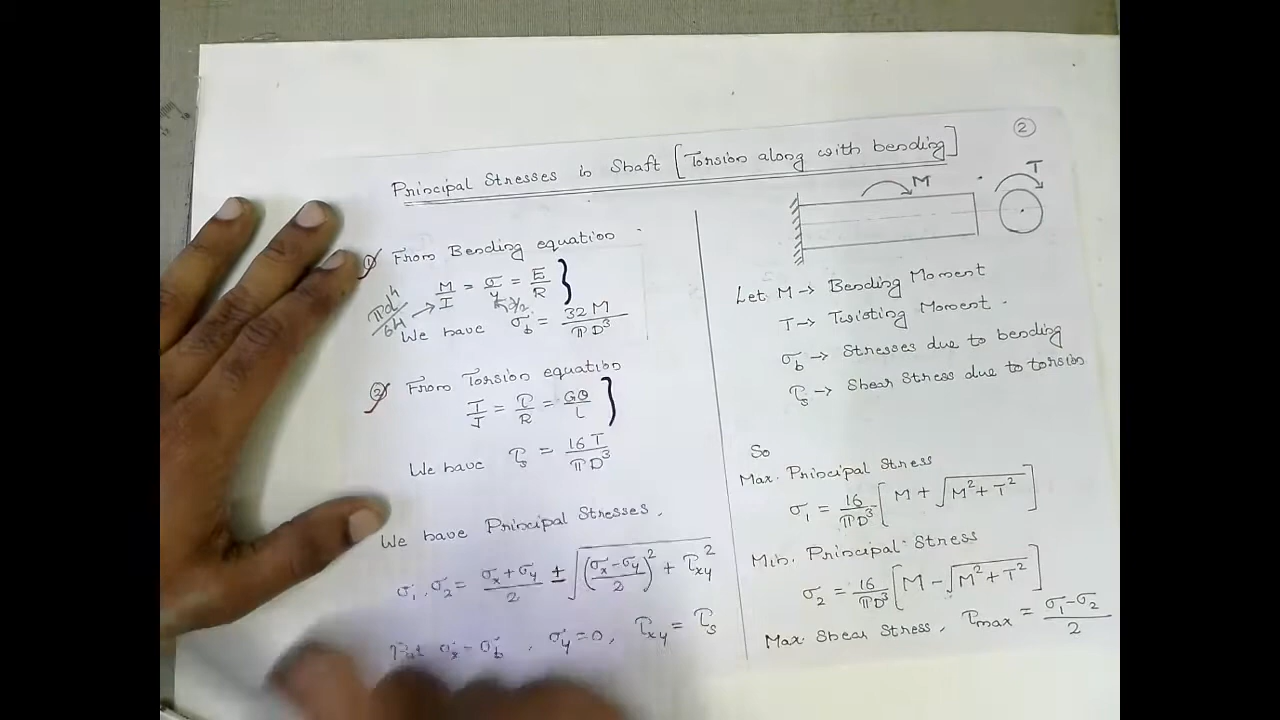 2
Principal Stresses in Shaft [Torsion along with bending]
① From Bending equation
M/I = σ/y = E/R }
πd⁴/64 →
D/2
We have σb = 32M/πD³
② From Torsion equation
T/J = τ/R = Gθ/L }
We have τs = 16T/πD³
We have Principal Stresses,
σ1, σ2 = (σx + σy)/2 ± √(((σx - σy)/2)² + τxy²)
Put σx = σb, σy = 0, τxy = τs
M
T
Let M → Bending Moment
T → Twisting Moment.
σb → Stresses due to bending
τs → Shear Stress due to torsion
So
Max. Principal Stress
σ1 = 16/πD³ [M + √(M² + T²)]
Min. Principal Stress
σ2 = 16/πD³ [M - √(M² + T²)]
Max. Shear Stress, τmax = (σ1 - σ2)/2